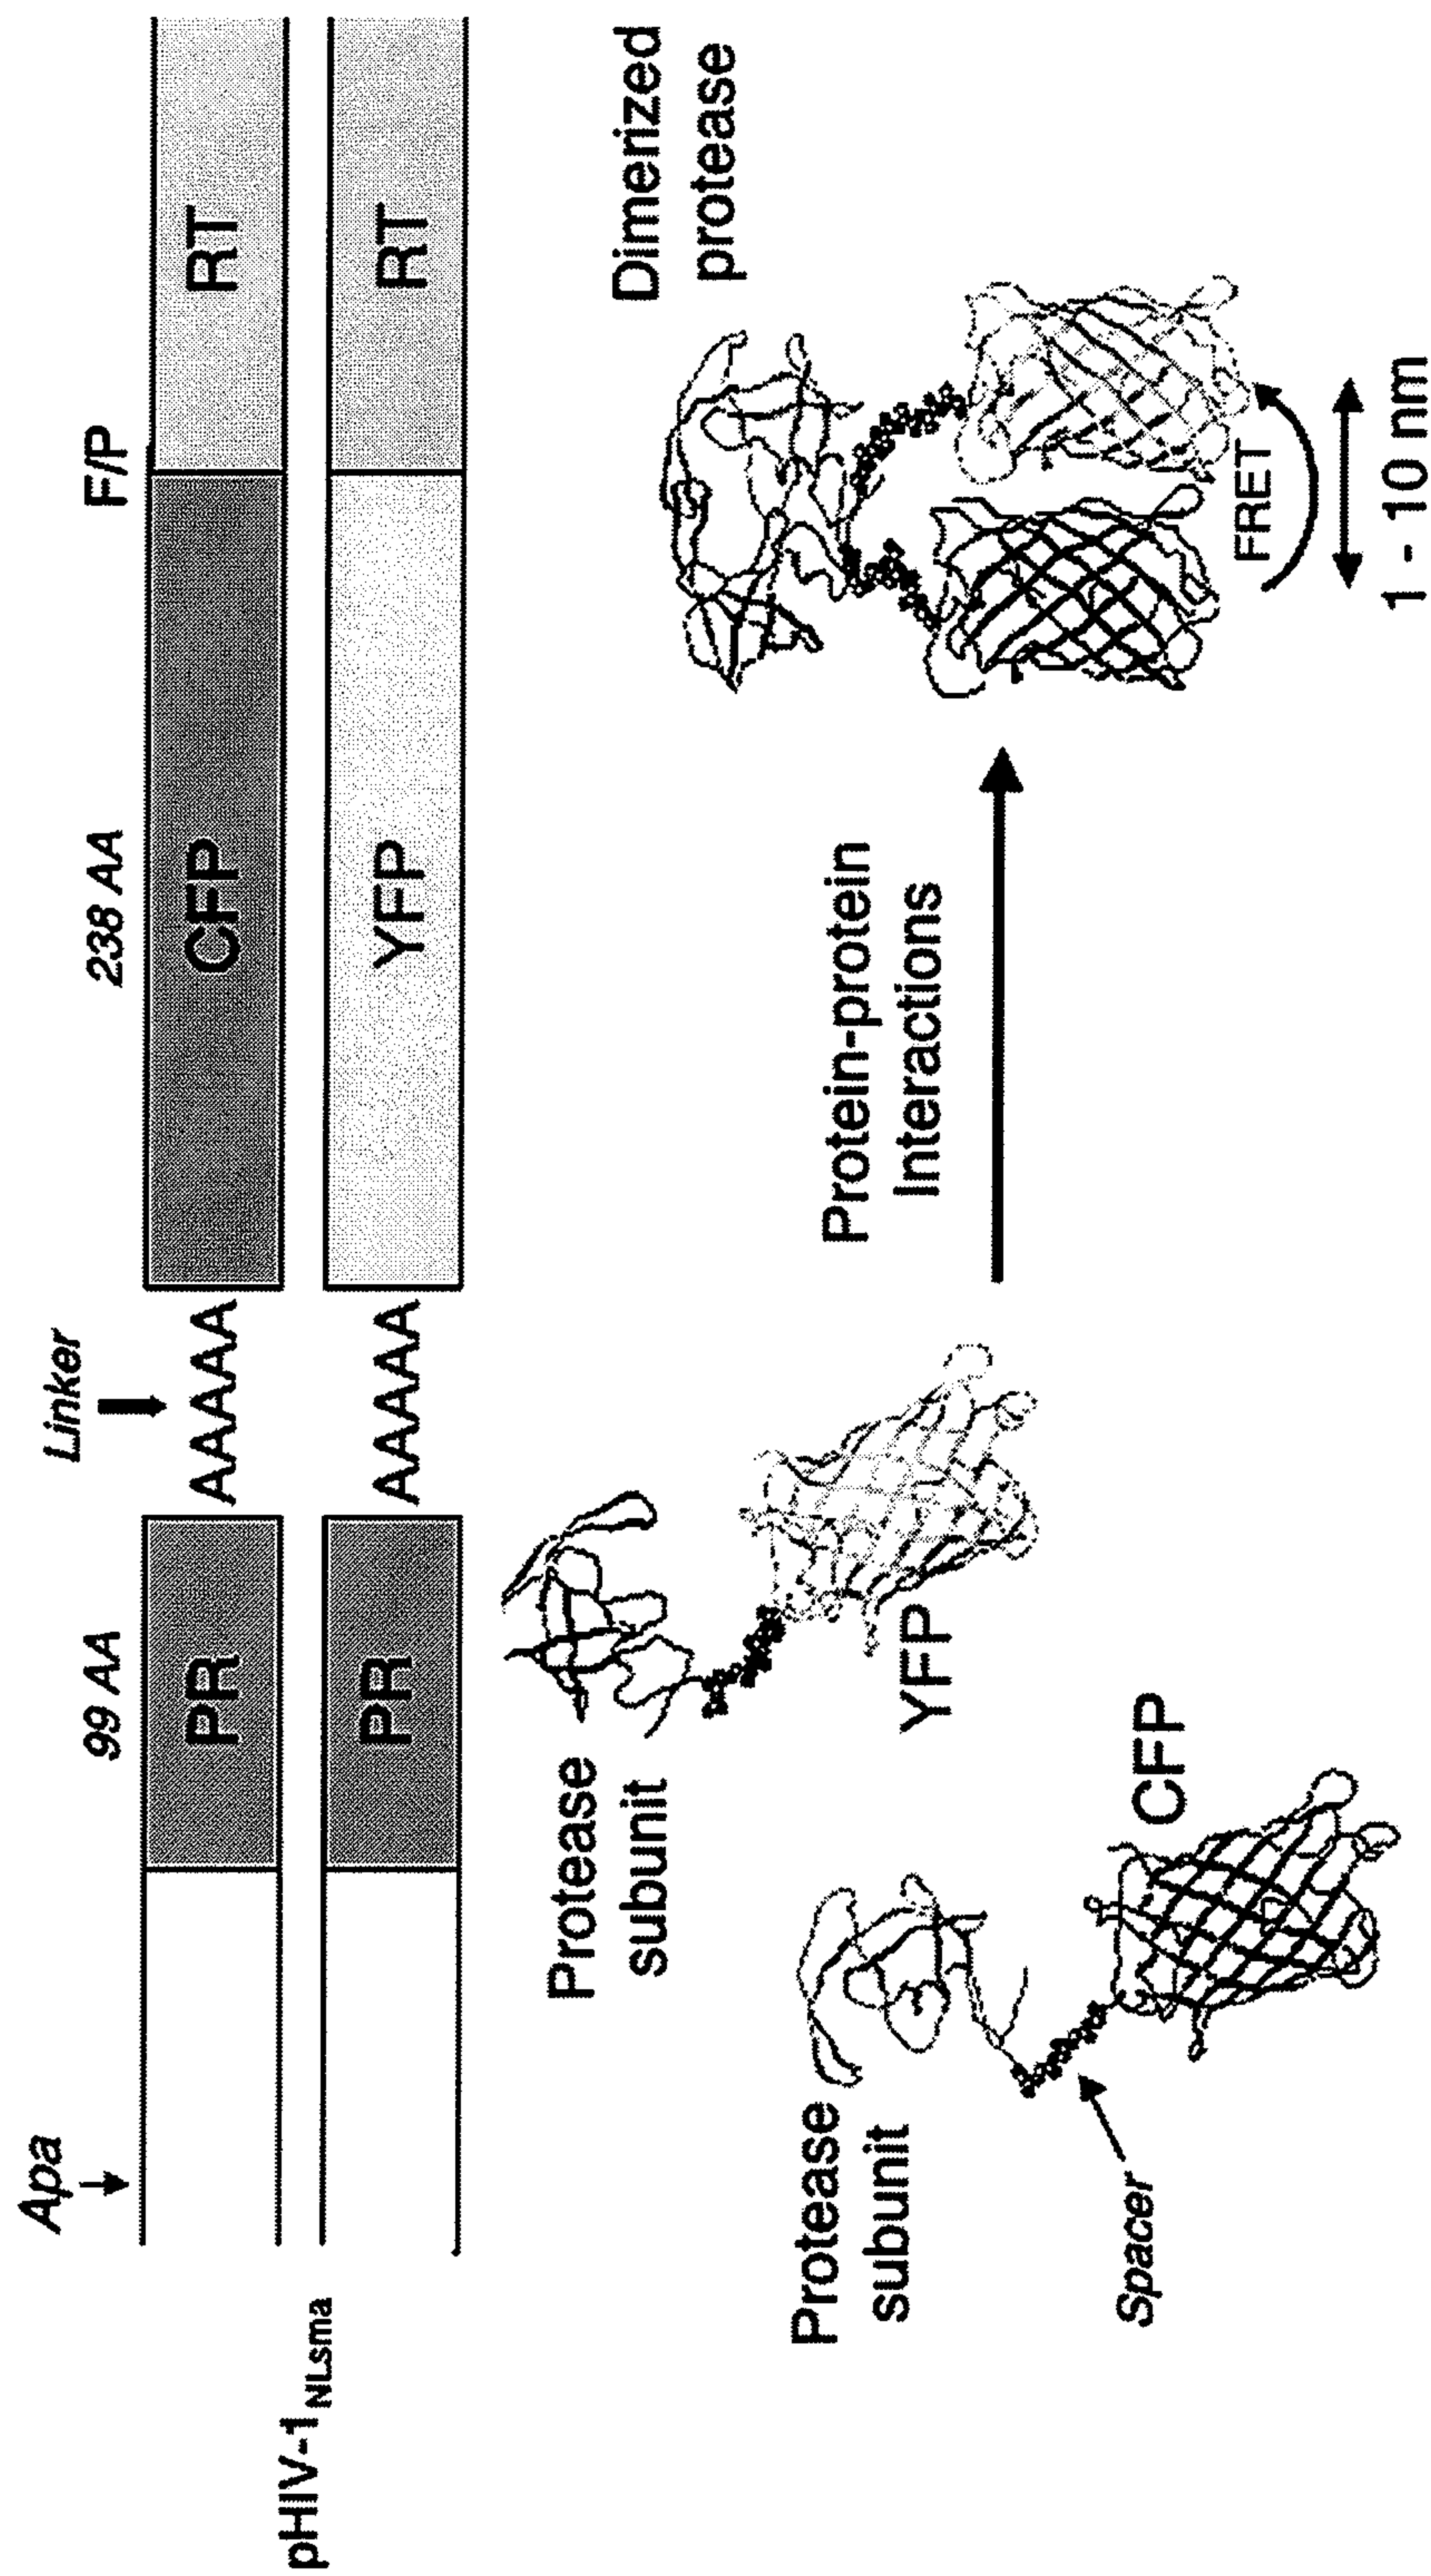 Apa
99 AA
Linker
238 AA
F/P
PR
AAAAA
CFP
RT
pHIV-1NLsma
PR
AAAAA
YFP
RT
Protease
subunit
YFP
Protease
subunit
CFP
Spacer
Protein-protein
Interactions
Dimerized
protease
FRET
1 - 10 nm